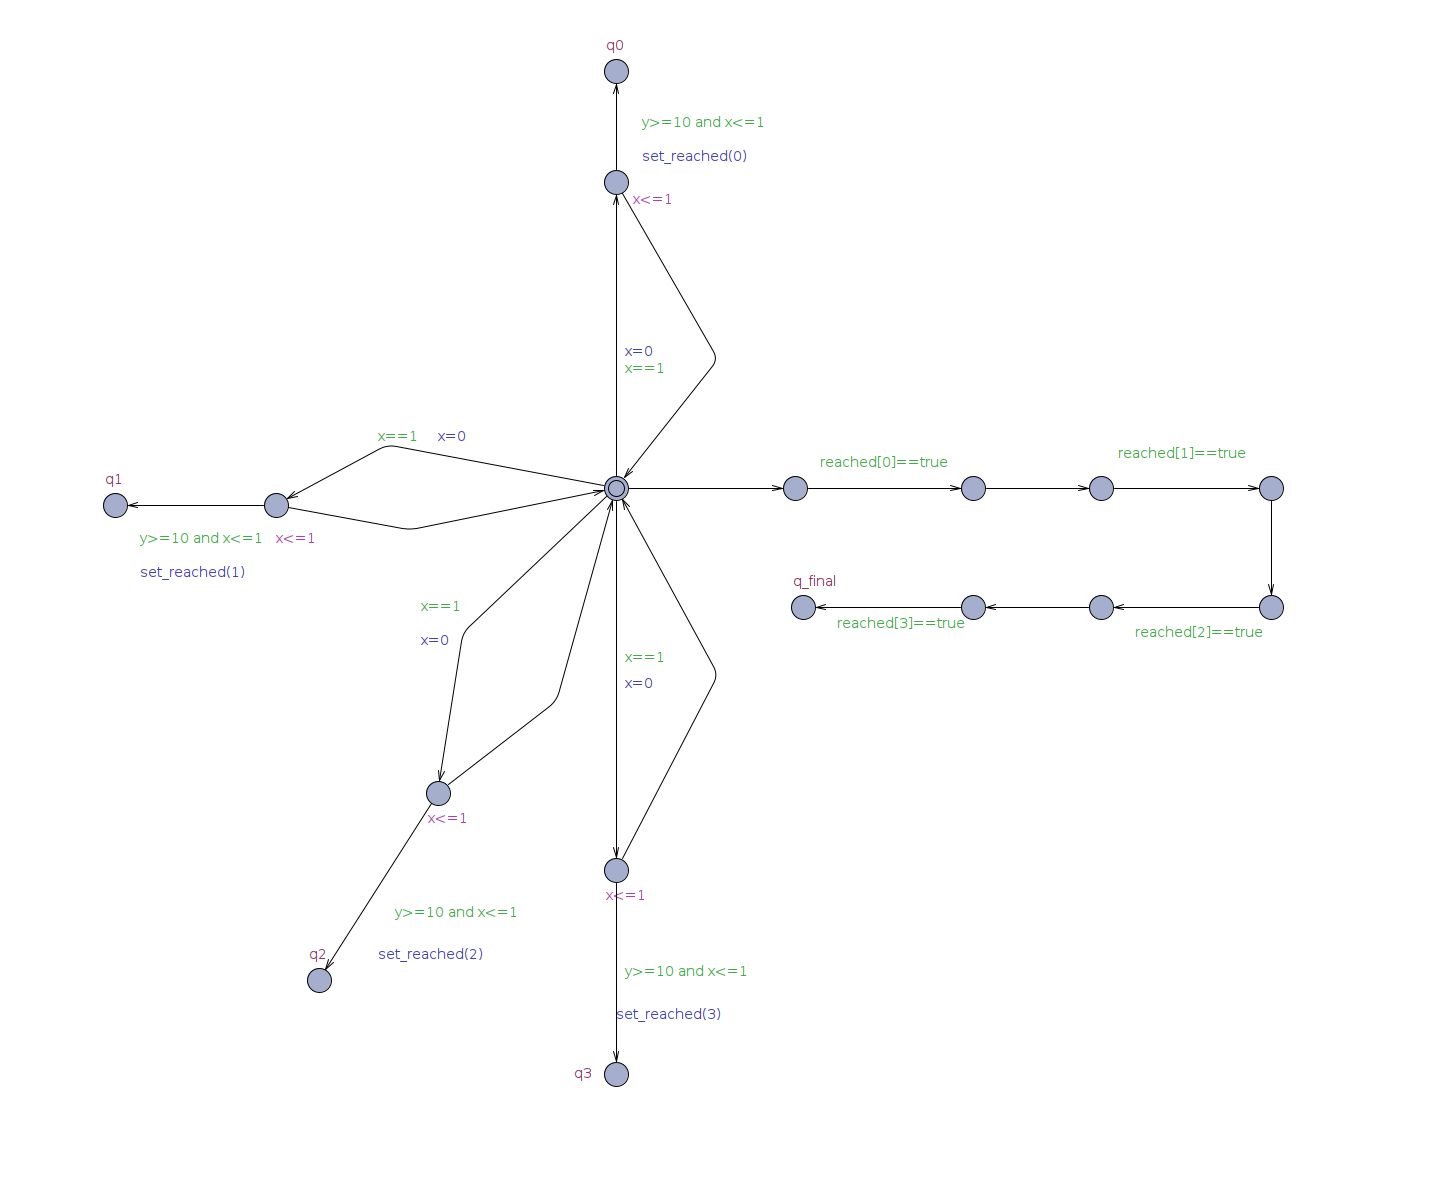 q0
y>=10 and x<=1
set_reached(0)
x<=1
x=0
x==1
x==1 x=0
reached[0]==true
reached[1]==true
q1
y>=10 and x<=1 x<=1
set_reached(1)
q_final
reached[3]==true
reached[2]==true
x==1
x=0
x==1
x=0
x<=1
x<=1
y>=10 and x<=1
q2
set_reached(2)
y>=10 and x<=1
set_reached(3)
q3